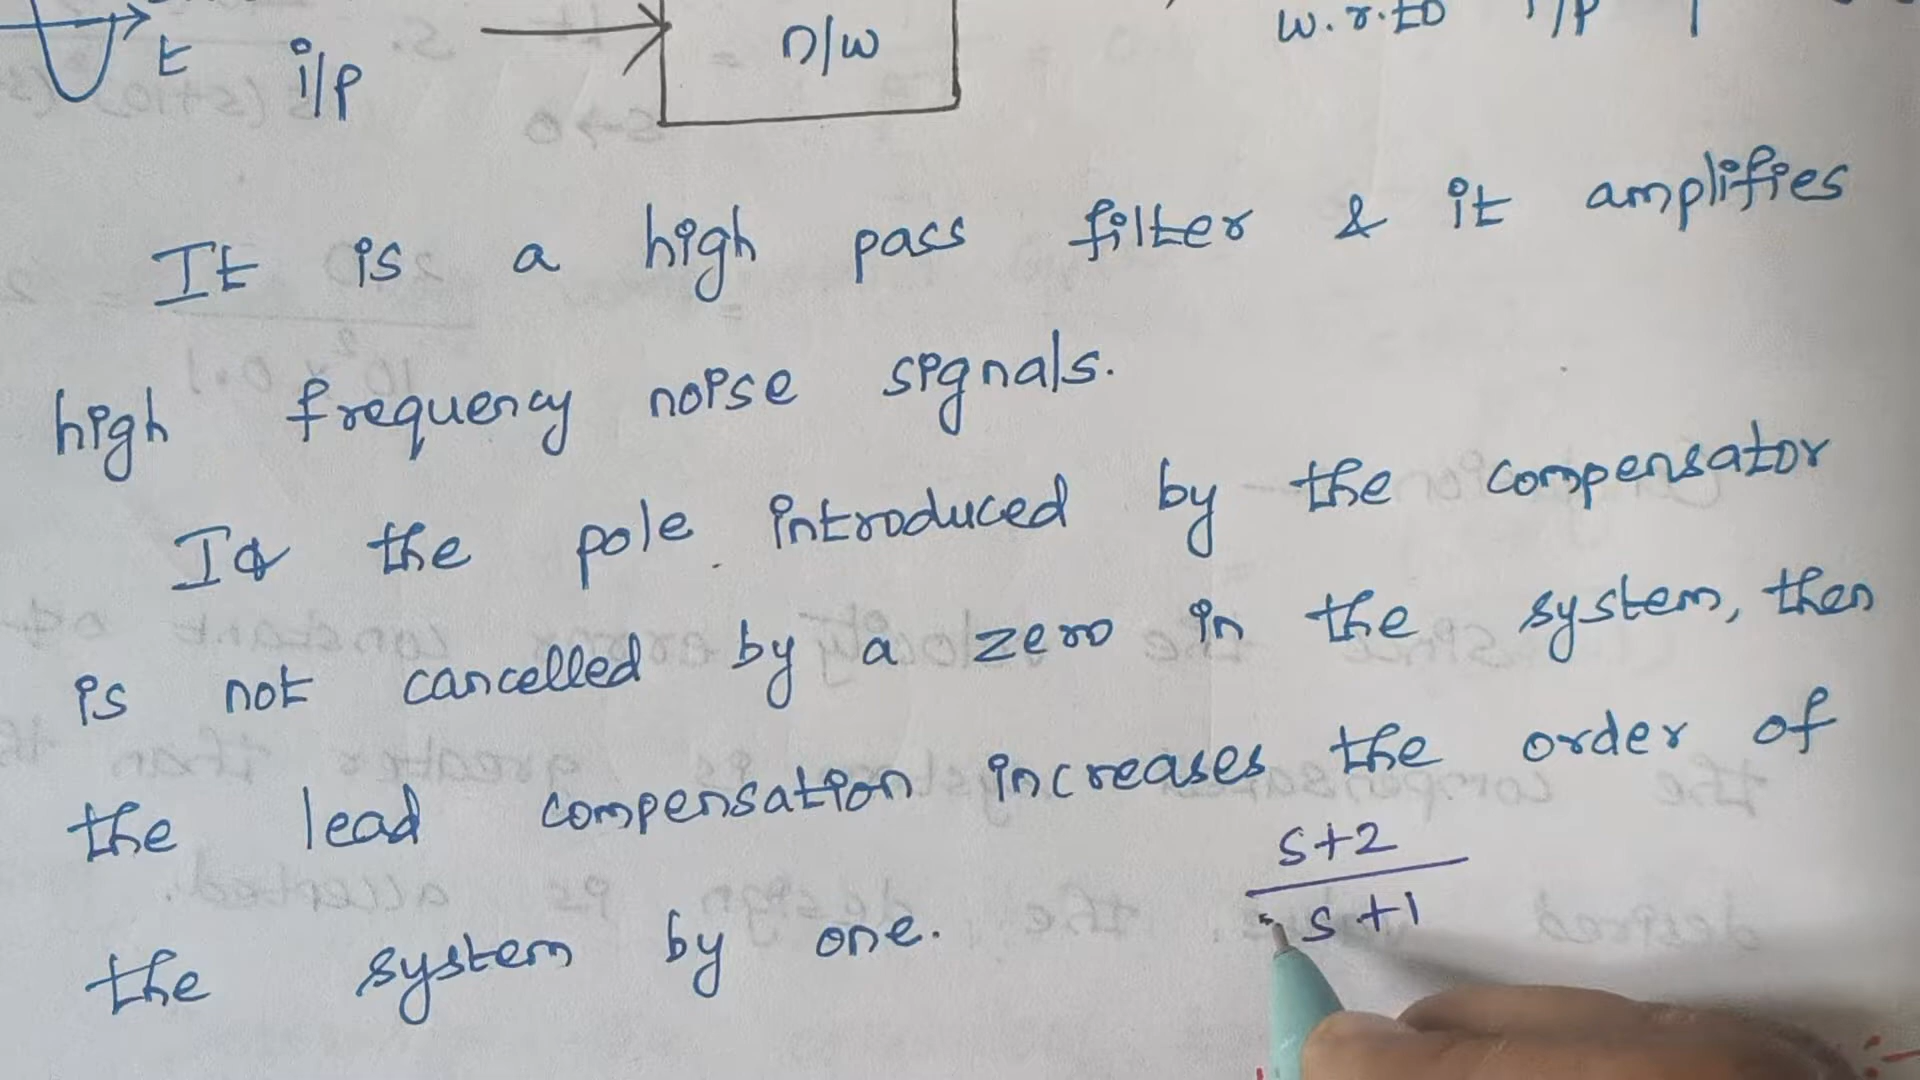 t i/p n/w w.r.to i/p
It is a high pass filter & it amplifies
high frequency noise signals.
If the pole introduced by the compensator
is not cancelled by a zero in the system, then
the lead compensation increases the order of
the system by one.
s+2
s+1